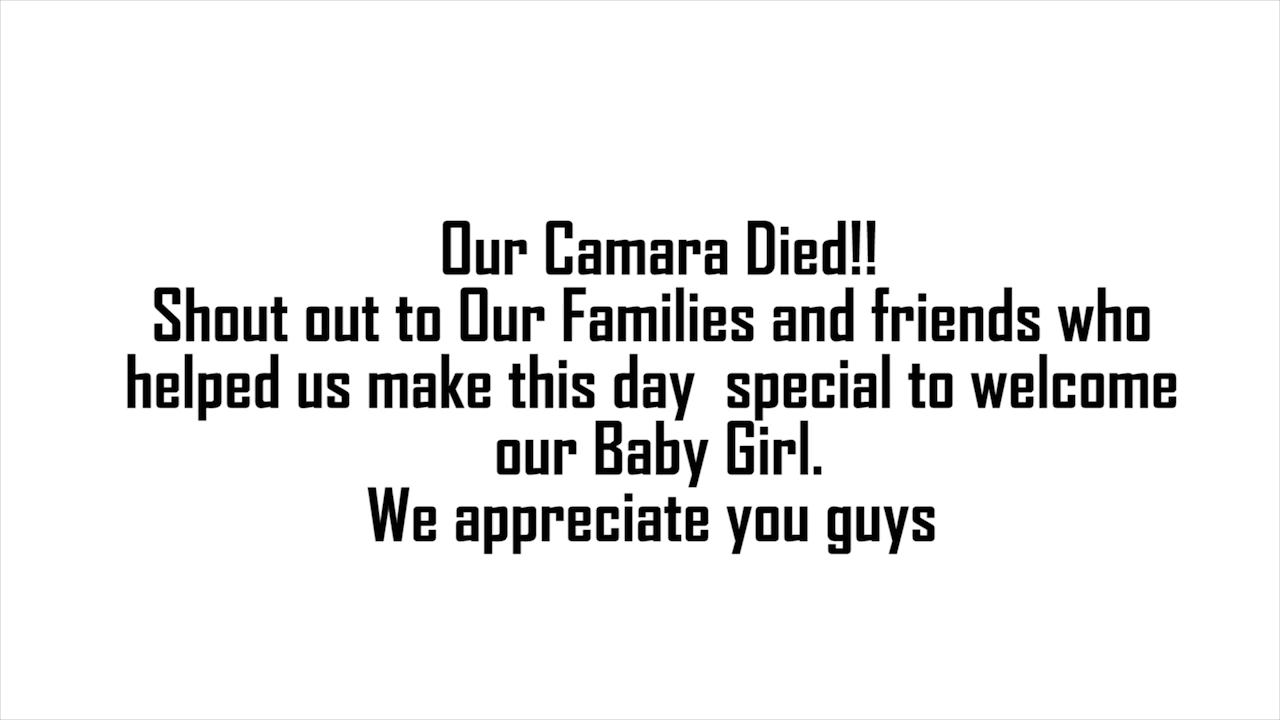 Our Camara Died!!
Shout out to Our Families and friends who
helped us make this day  special to welcome
our Baby Girl.
We appreciate you guys